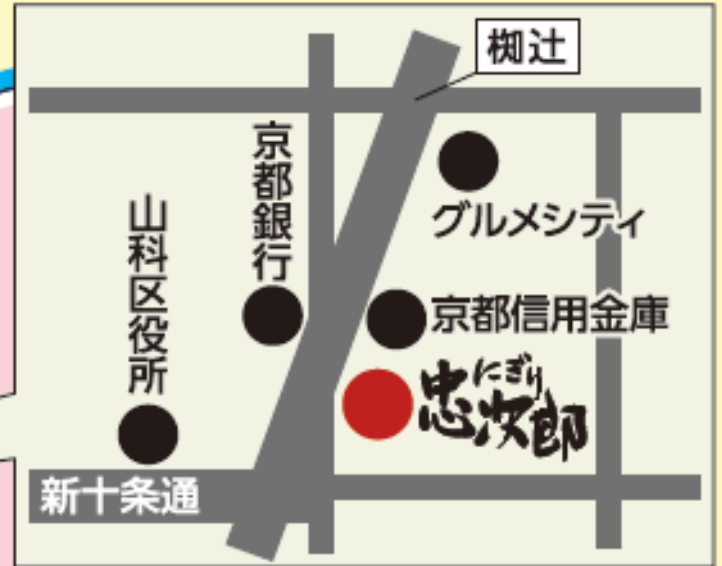 椥辻
京都銀行
グルメシティ
山科区役所
京都信用金庫
にぎり
忠次郎
新十条通